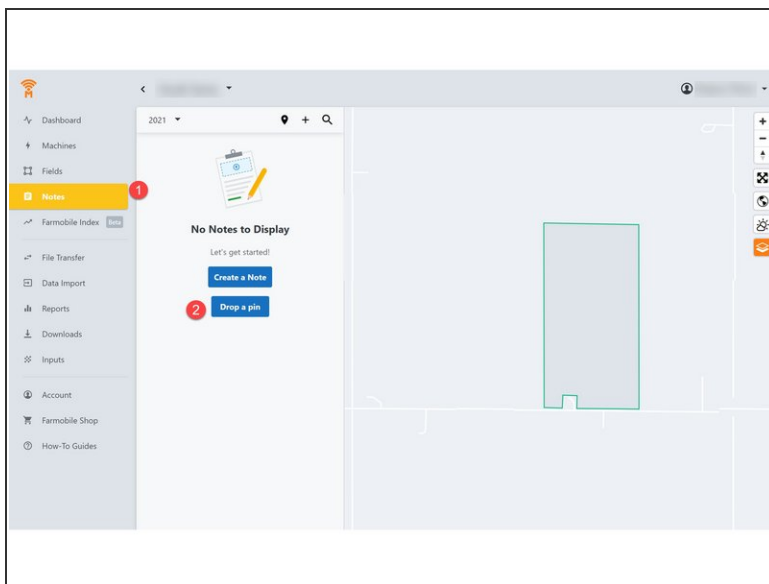 Dashboard
Machines
Fields
Notes
Farmobile Index Beta
File Transfer
Data Import
Reports
Downloads
Inputs
Account
Farmobile Shop
How-To Guides
1
2021
No Notes to Display
Let's get started!
Create a Note
2
Drop a pin